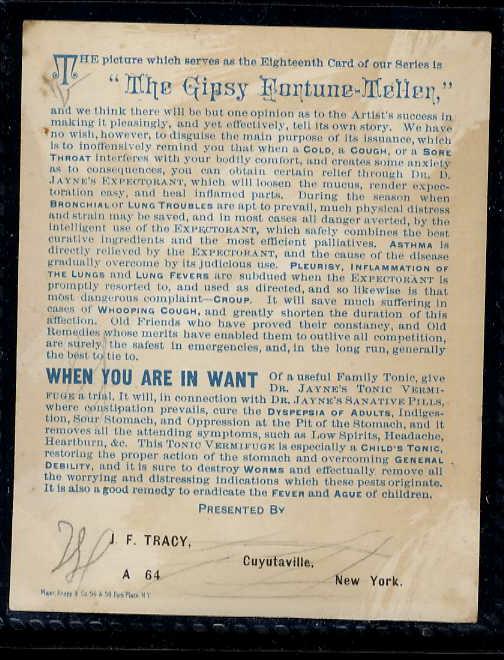 THE picture which serves as the Eighteenth Card of our Series is
"The Gipsy Fortune-Teller,"
and we think there will be but one opinion as to the Artist's success in
making it pleasingly, and yet effectively, tell its own story. We have
no wish, however, to disguise the main purpose of its issuance, which
is to inoffensively remind you that when a COLD, a COUGH, or a SORE
THROAT interferes with your bodily comfort, and creates some anxiety
as to consequences, you can obtain certain relief through DR. D.
JAYNE'S EXPECTORANT, which will loosen the mucus, render expec-
toration easy, and heal inflamed parts. During the season when
BRONCHIAL or LUNG TROUBLES are apt to prevail, much physical distress
and strain may be saved, and in most cases all danger averted, by the
intelligent use of the EXPECTORANT, which safely combines the best
curative ingredients and the most efficient palliatives. ASTHMA is
directly relieved by the EXPECTORANT, and the cause of the disease
gradually overcome by its judicious use. PLEURISY, INFLAMMATION OF
THE LUNGS and LUNG FEVERS are subdued when the EXPECTORANT is
promptly resorted to, and used as directed, and so likewise is that
most dangerous complaint—CROUP. It will save much suffering in
cases of WHOOPING COUGH, and greatly shorten the duration of this
affection. Old Friends who have proved their constancy, and Old
Remedies whose merits have enabled them to outlive all competition,
are surely the safest in emergencies, and, in the long run, generally
the best to tie to.
WHEN YOU ARE IN WANT Of a useful Family Tonic, give
DR. JAYNE'S TONIC VERMI-
FUGE a trial. It will, in connection with DR. JAYNE'S SANATIVE PILLS,
where constipation prevails, cure the DYSPEPSIA OF ADULTS, Indiges-
tion, Sour Stomach, and Oppression at the Pit of the Stomach, and it
removes all the attending symptoms, such as Low Spirits, Headache,
Heartburn, &c. This TONIC VERMIFUGE is especially a CHILD'S TONIC,
restoring the proper action of the stomach and overcoming GENERAL
DEBILITY, and it is sure to destroy WORMS and effectually remove all
the worrying and distressing indications which these pests originate.
It is also a good remedy to eradicate the FEVER and AGUE of children.
PRESENTED BY
J. F. TRACY,
Cuyutaville,
A 64
New York.
Major, Knapp & Co. 56 & 58 Park Place, N.Y.